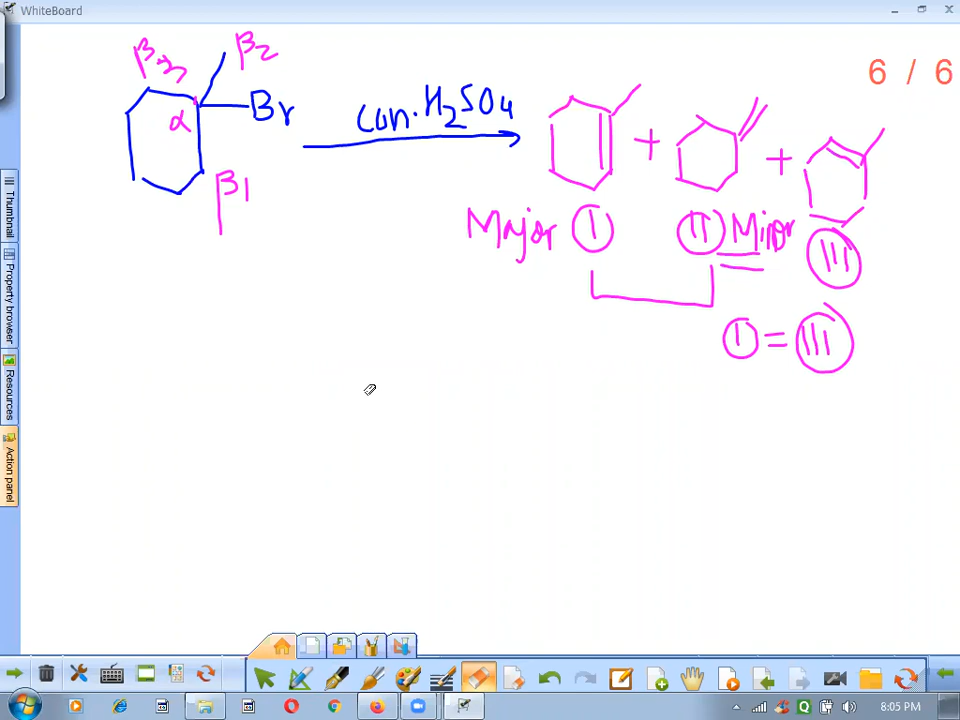 WhiteBoard
6 / 6
β3 α β2 Br β1
con. H2SO4
+ +
Major I II Minor III
I = III
Thumbnail
Property browser
Resources
Action panel
8:05 PM